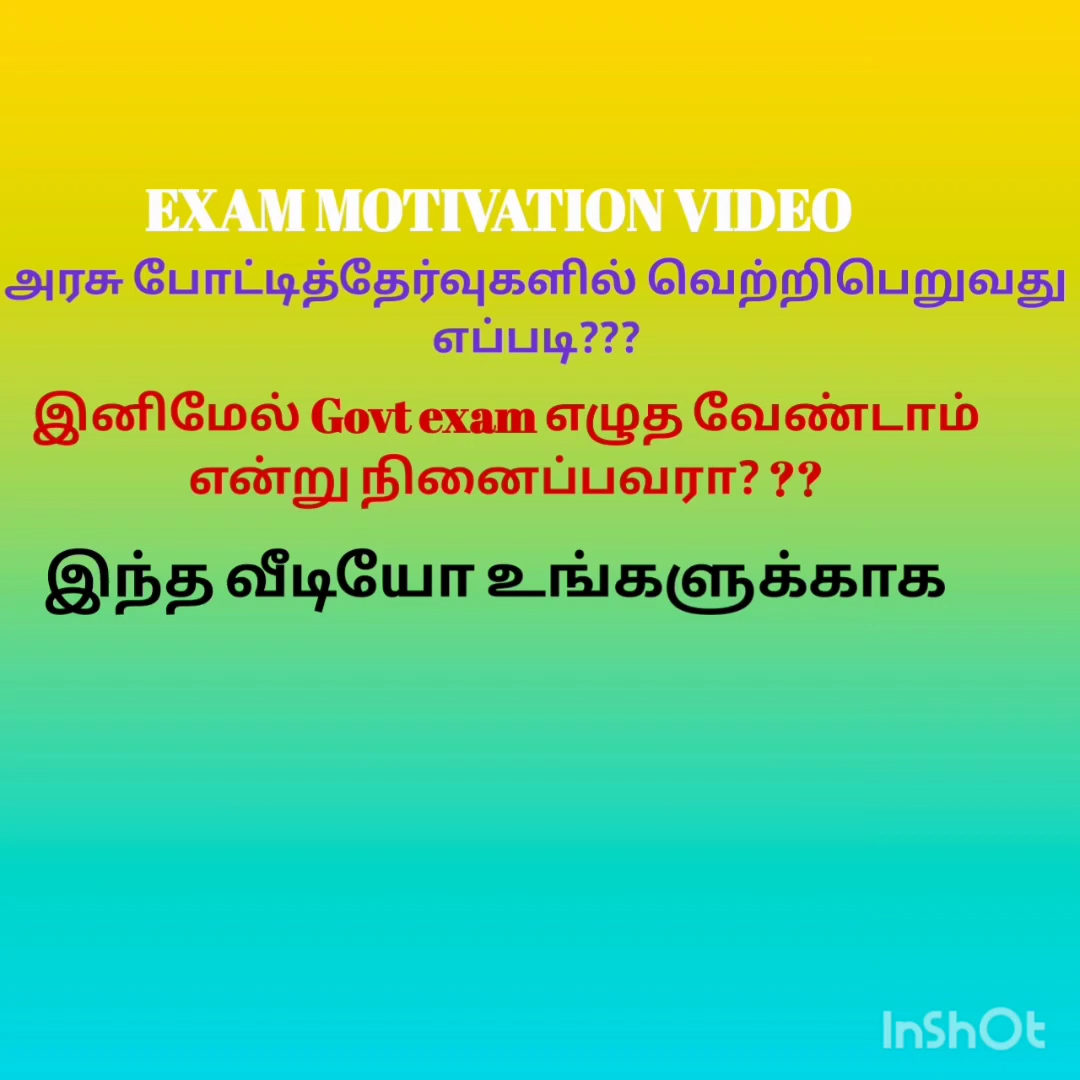 EXAM MOTIVATION VIDEO
அரசு போட்டித்தேர்வுகளில் வெற்றிபெறுவது
எப்படி???
இனிமேல் Govt exam எழுத வேண்டாம்
என்று நினைப்பவரா? ??
இந்த வீடியோ உங்களுக்காக
InShOt